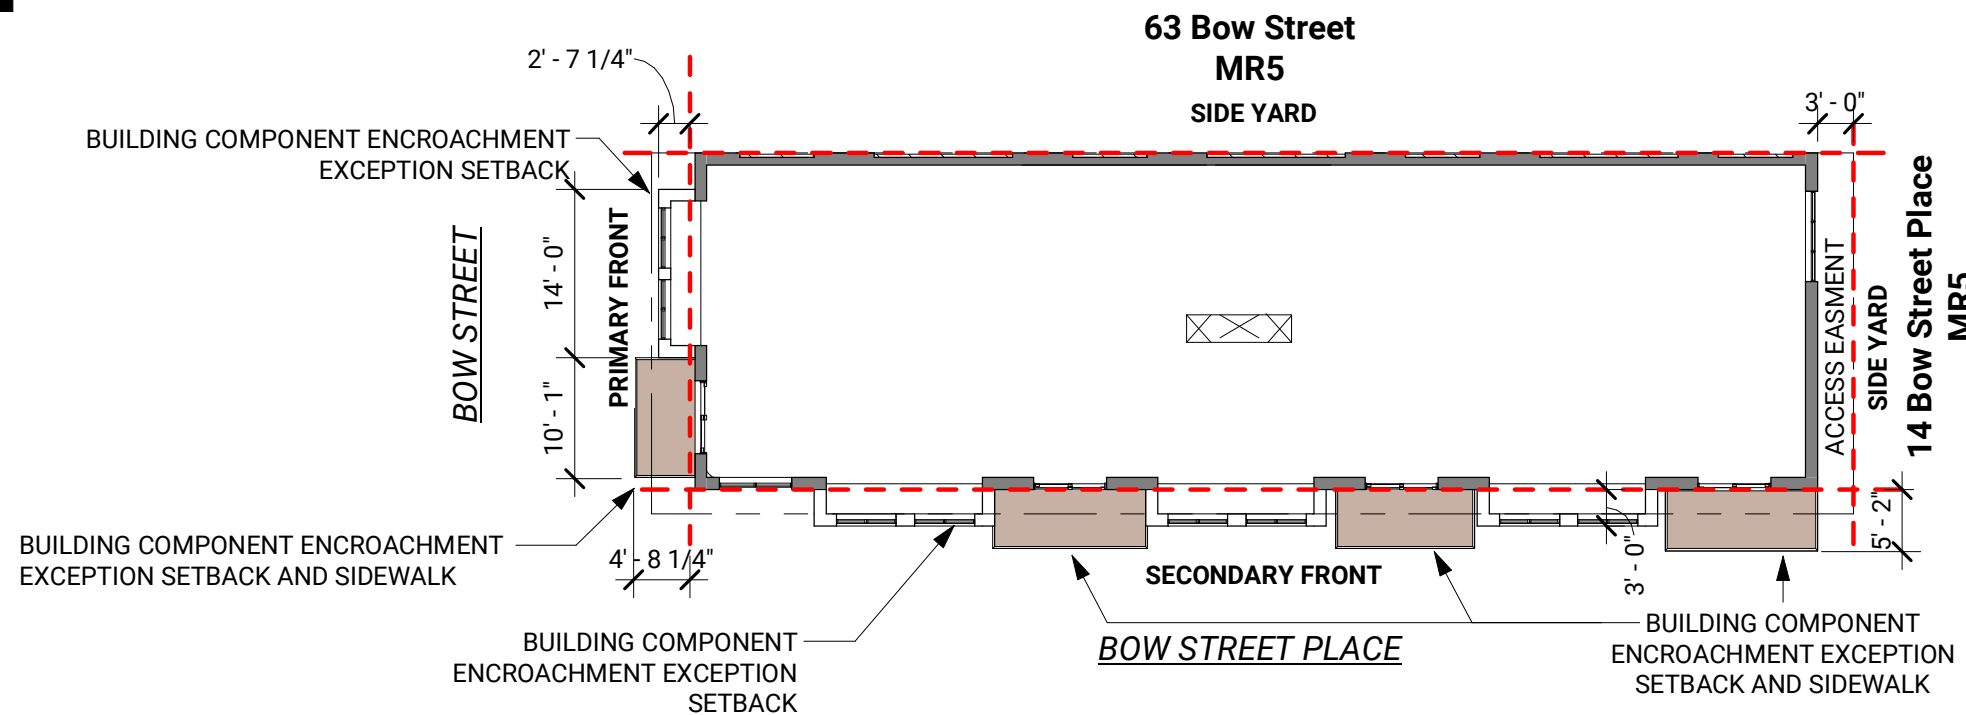 63 Bow Street
MR5
SIDE YARD
2' - 7 1/4"
3' - 0"
BUILDING COMPONENT ENCROACHMENT
EXCEPTION SETBACK
BOW STREET
14' - 0"
10' - 1"
PRIMARY FRONT
ACCESS EASMENT
SIDE YARD
14 Bow Street Place
MR5
BUILDING COMPONENT ENCROACHMENT
EXCEPTION SETBACK AND SIDEWALK
4' - 8 1/4"
SECONDARY FRONT
3' - 0"
5' - 2"
BUILDING COMPONENT
ENCROACHMENT EXCEPTION
SETBACK
BOW STREET PLACE
BUILDING COMPONENT
ENCROACHMENT EXCEPTION
SETBACK AND SIDEWALK